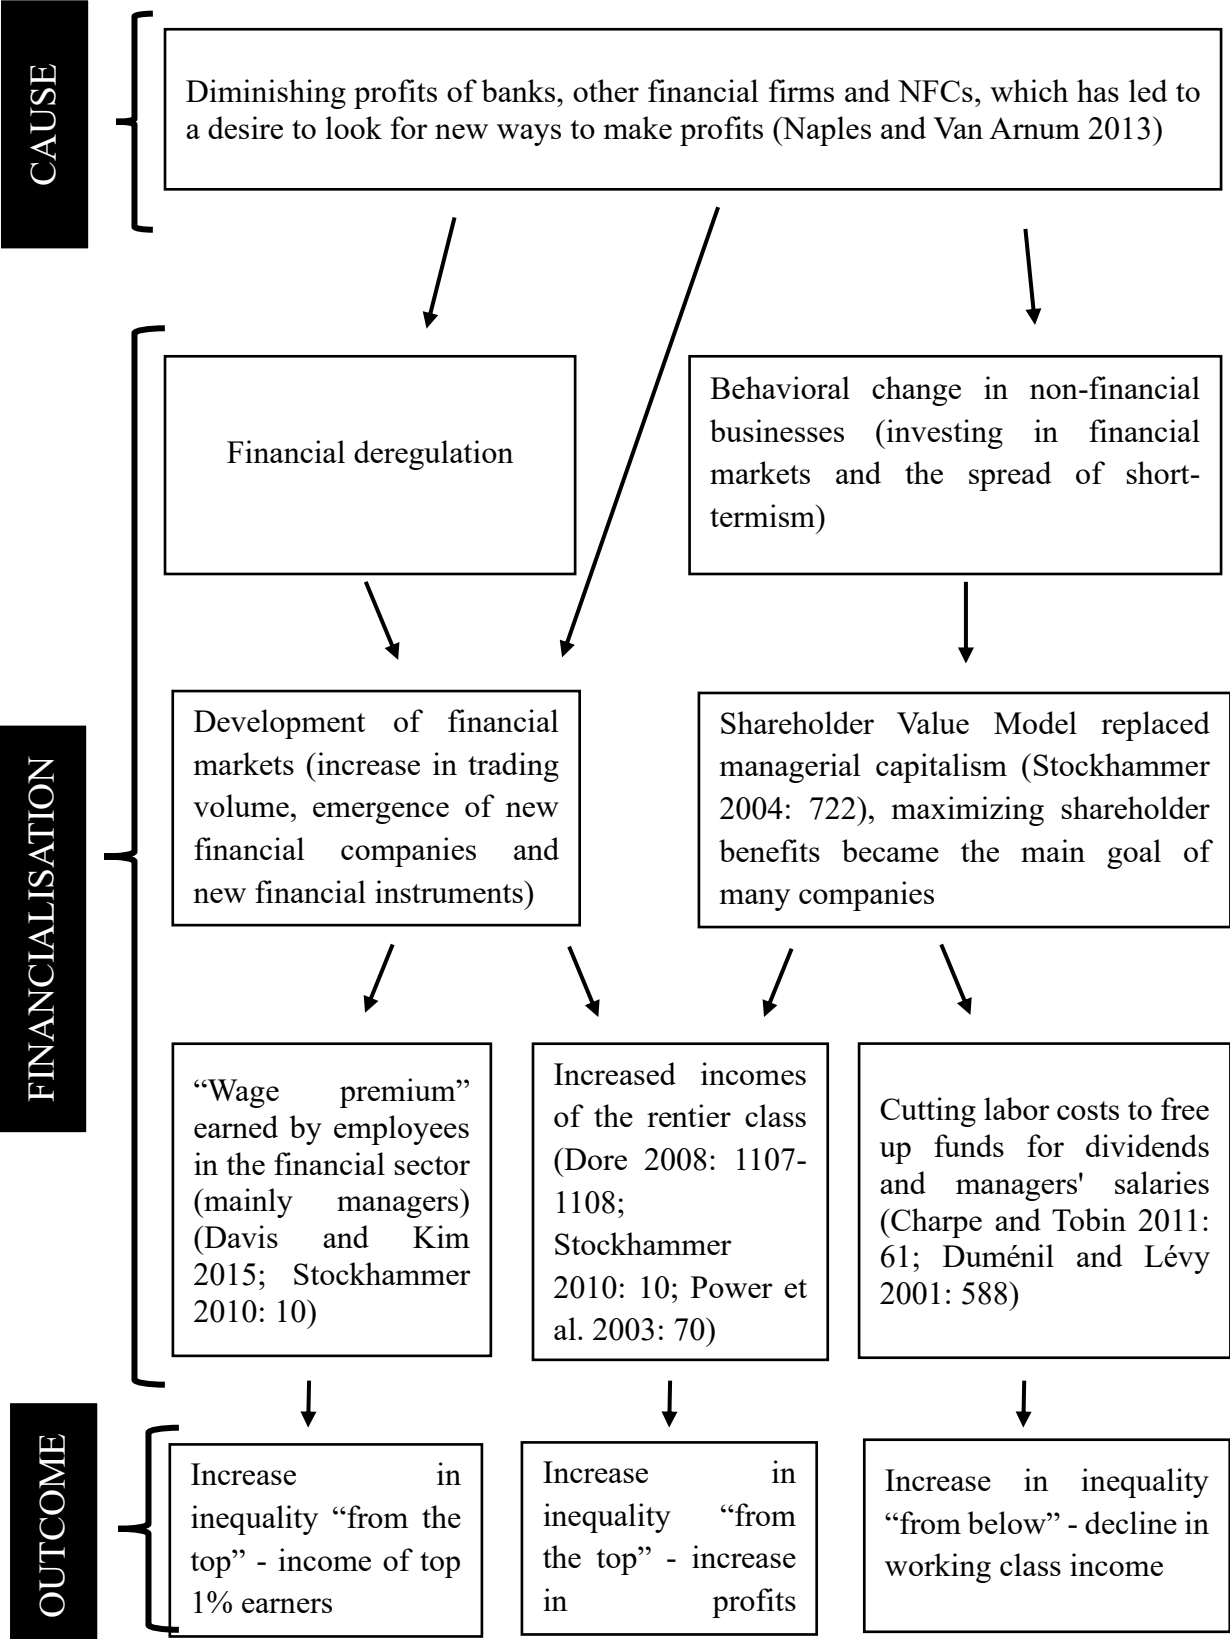 CAUSE
Diminishing profits of banks, other financial firms and NFCs, which has led to
a desire to look for new ways to make profits (Naples and Van Arnum 2013)
FINANCIALISATION
Financial deregulation
Behavioral change in non-financial
businesses (investing in financial
markets and the spread of short-
termism)
Development of financial
markets (increase in trading
volume, emergence of new
financial companies and
new financial instruments)
Shareholder Value Model replaced
managerial capitalism (Stockhammer
2004: 722), maximizing shareholder
benefits became the main goal of
many companies
“Wage premium”
earned by employees
in the financial sector
(mainly managers)
(Davis and Kim
2015; Stockhammer
2010: 10)
Increased incomes
of the rentier class
(Dore 2008: 1107-
1108;
Stockhammer
2010: 10; Power et
al. 2003: 70)
Cutting labor costs to free
up funds for dividends
and managers' salaries
(Charpe and Tobin 2011:
61; Duménil and Lévy
2001: 588)
OUTCOME
Increase in
inequality “from the
top” - income of top
1% earners
Increase in
inequality “from
the top” - increase
in profits
Increase in inequality
“from below” - decline in
working class income